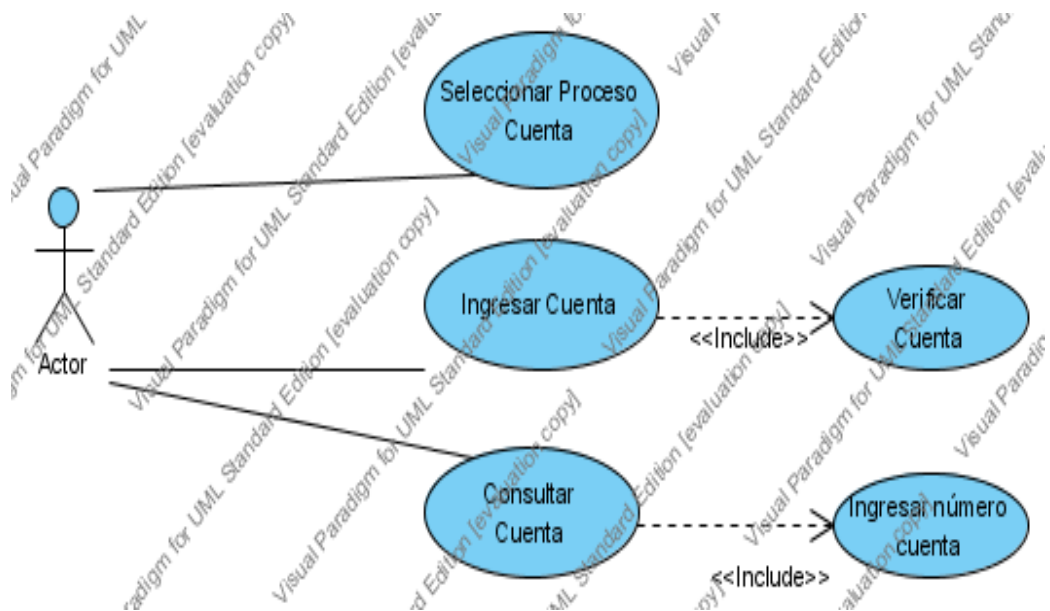 Seleccionar Proceso
Cuenta
Ingresar Cuenta
Verificar
Cuenta
<<Include>>
Actor
Consultar
Cuenta
Ingresar número
cuenta
<<Include>>
Visual Paradigm for UML Standard Edition [evaluation copy]